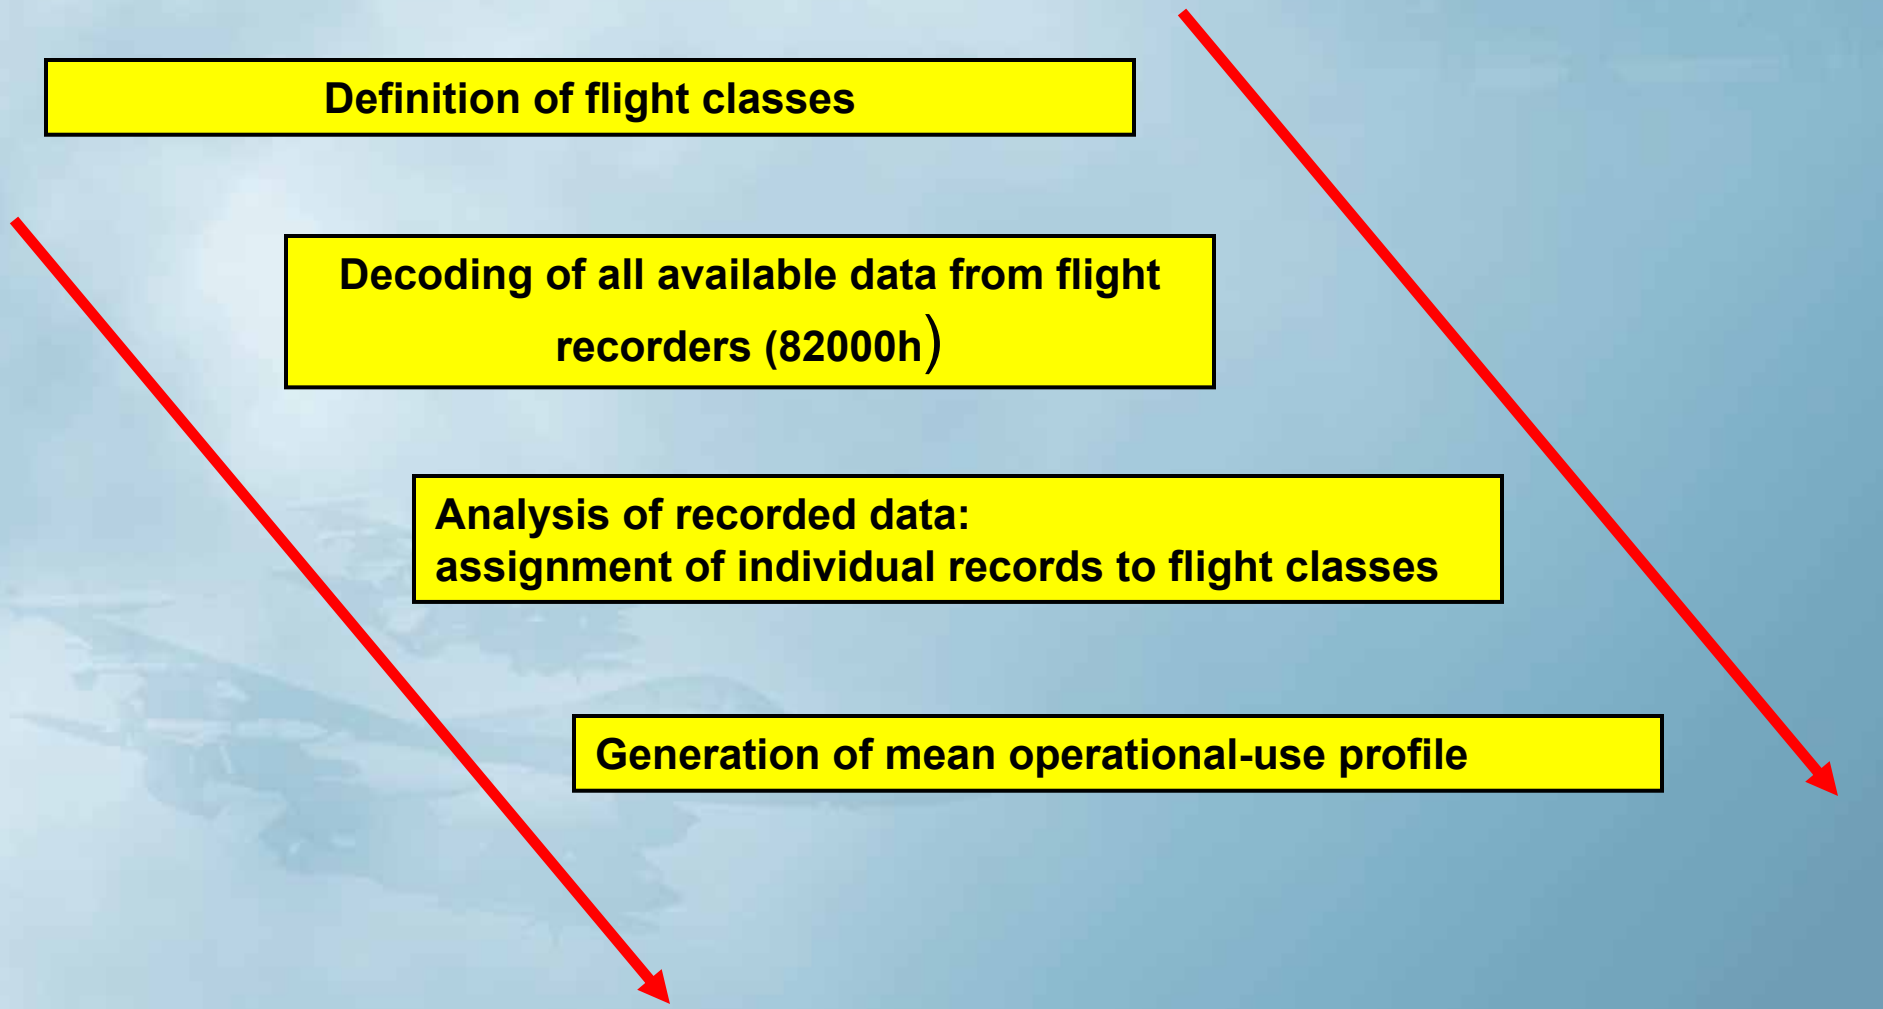 Definition of flight classes
Decoding of all available data from flight
recorders (82000h)
Analysis of recorded data:
assignment of individual records to flight classes
Generation of mean operational-use profile